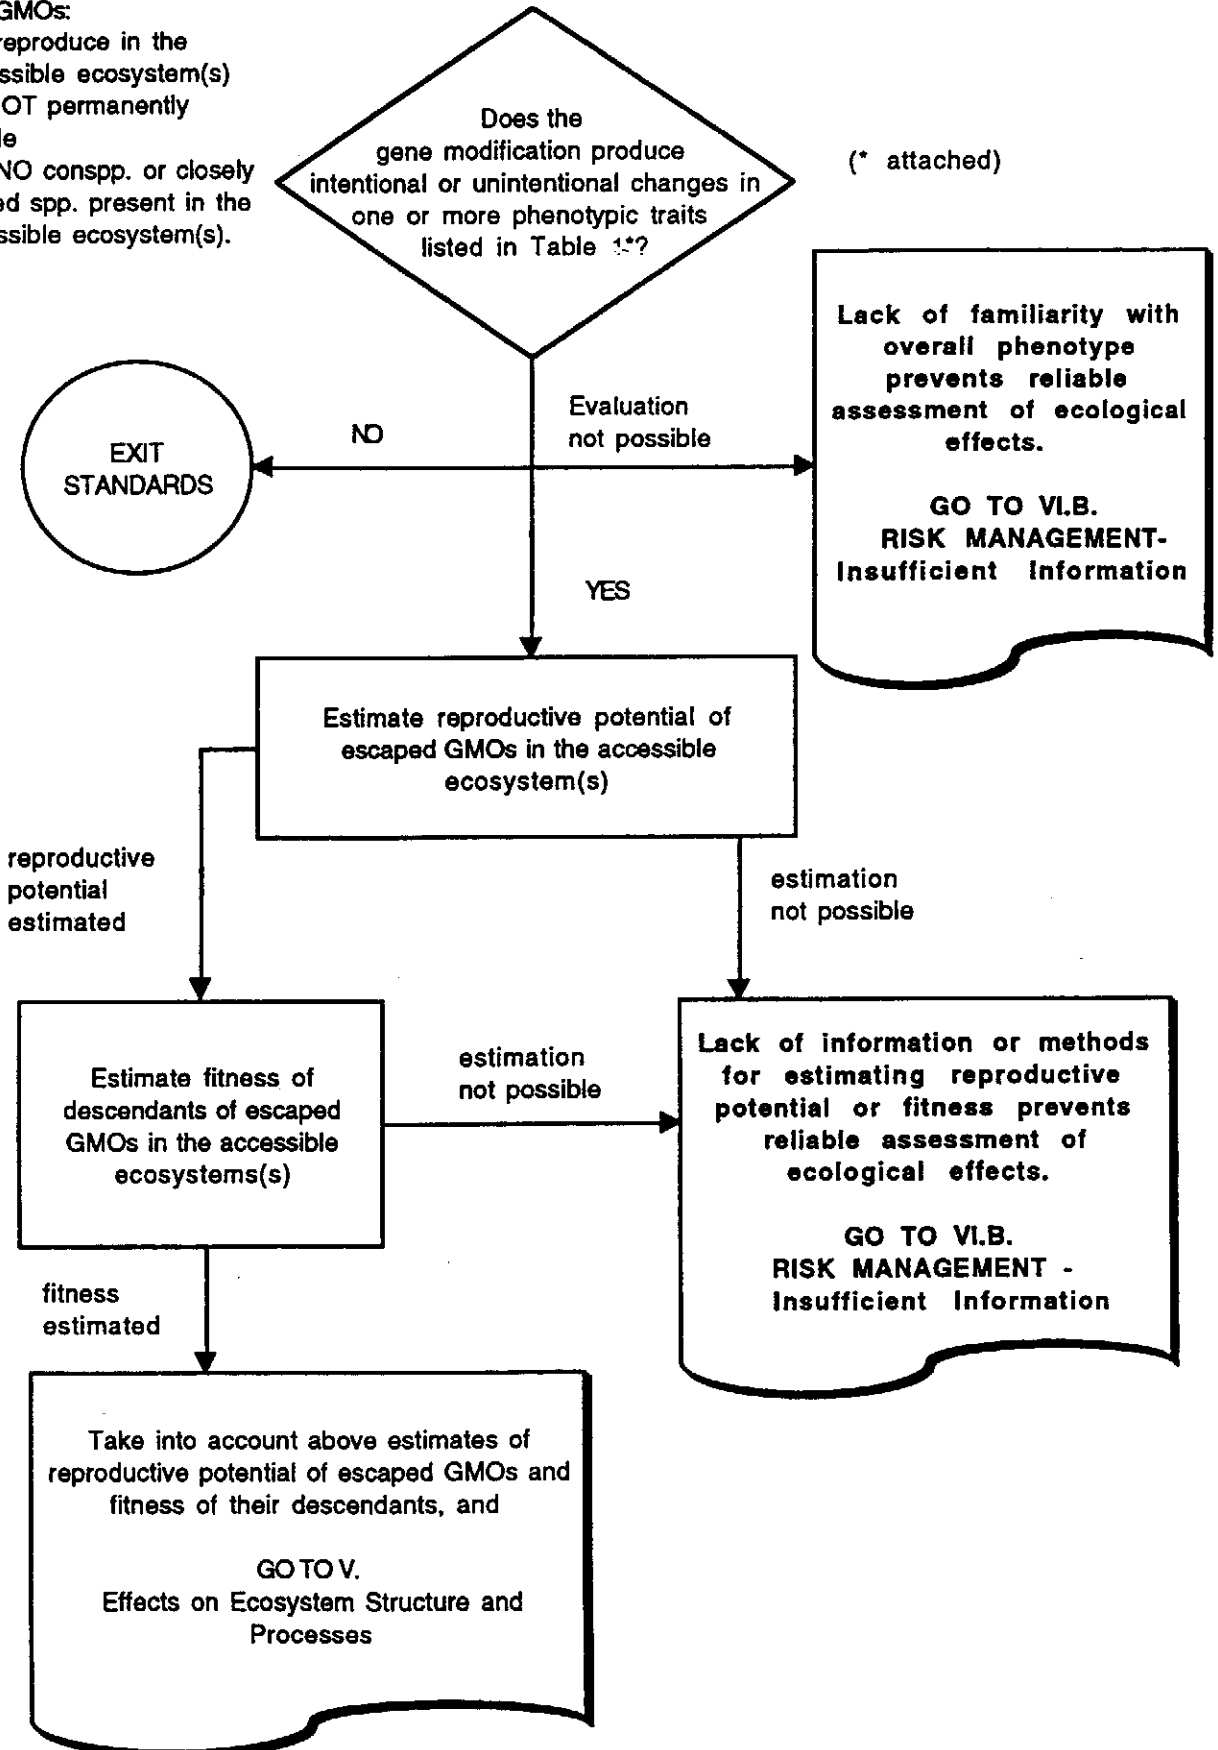 GMOs:
reproduce in the
ssible ecosystem(s)
OT permanently
le
NO conspp. or closely
ed spp. present in the
ssible ecosystem(s).
Does the
gene modification produce
intentional or unintentional changes in
one or more phenotypic traits
listed in Table 1*?
(* attached)
Lack of familiarity with
overall phenotype
prevents reliable
assessment of ecological
effects.
GO TO VI.B.
RISK MANAGEMENT-
Insufficient Information
Evaluation
not possible
NO
EXIT
STANDARDS
YES
Estimate reproductive potential of
escaped GMOs in the accessible
ecosystem(s)
reproductive
potential
estimated
estimation
not possible
Estimate fitness of
descendants of escaped
GMOs in the accessible
ecosystems(s)
estimation
not possible
Lack of information or methods
for estimating reproductive
potential or fitness prevents
reliable assessment of
ecological effects.
GO TO VI.B.
RISK MANAGEMENT -
Insufficient Information
fitness
estimated
Take into account above estimates of
reproductive potential of escaped GMOs and
fitness of their descendants, and
GO TO V.
Effects on Ecosystem Structure and
Processes